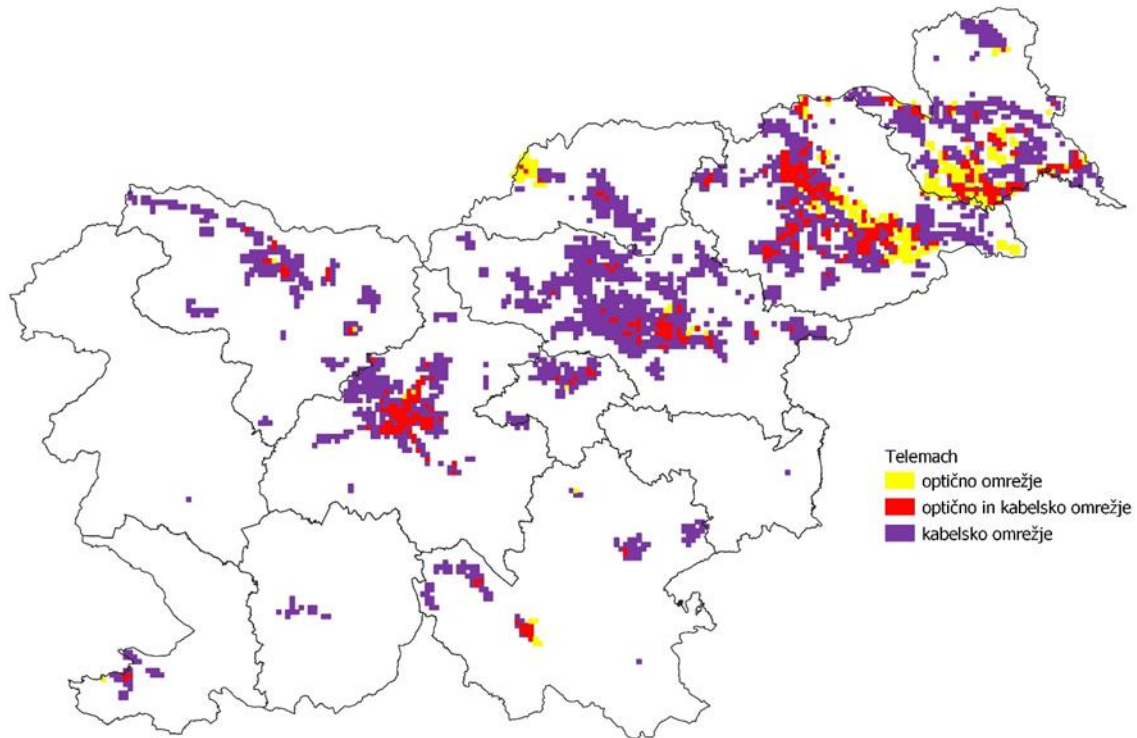 Telemach
optično omrežje
optično in kabelsko omrežje
kabelsko omrežje